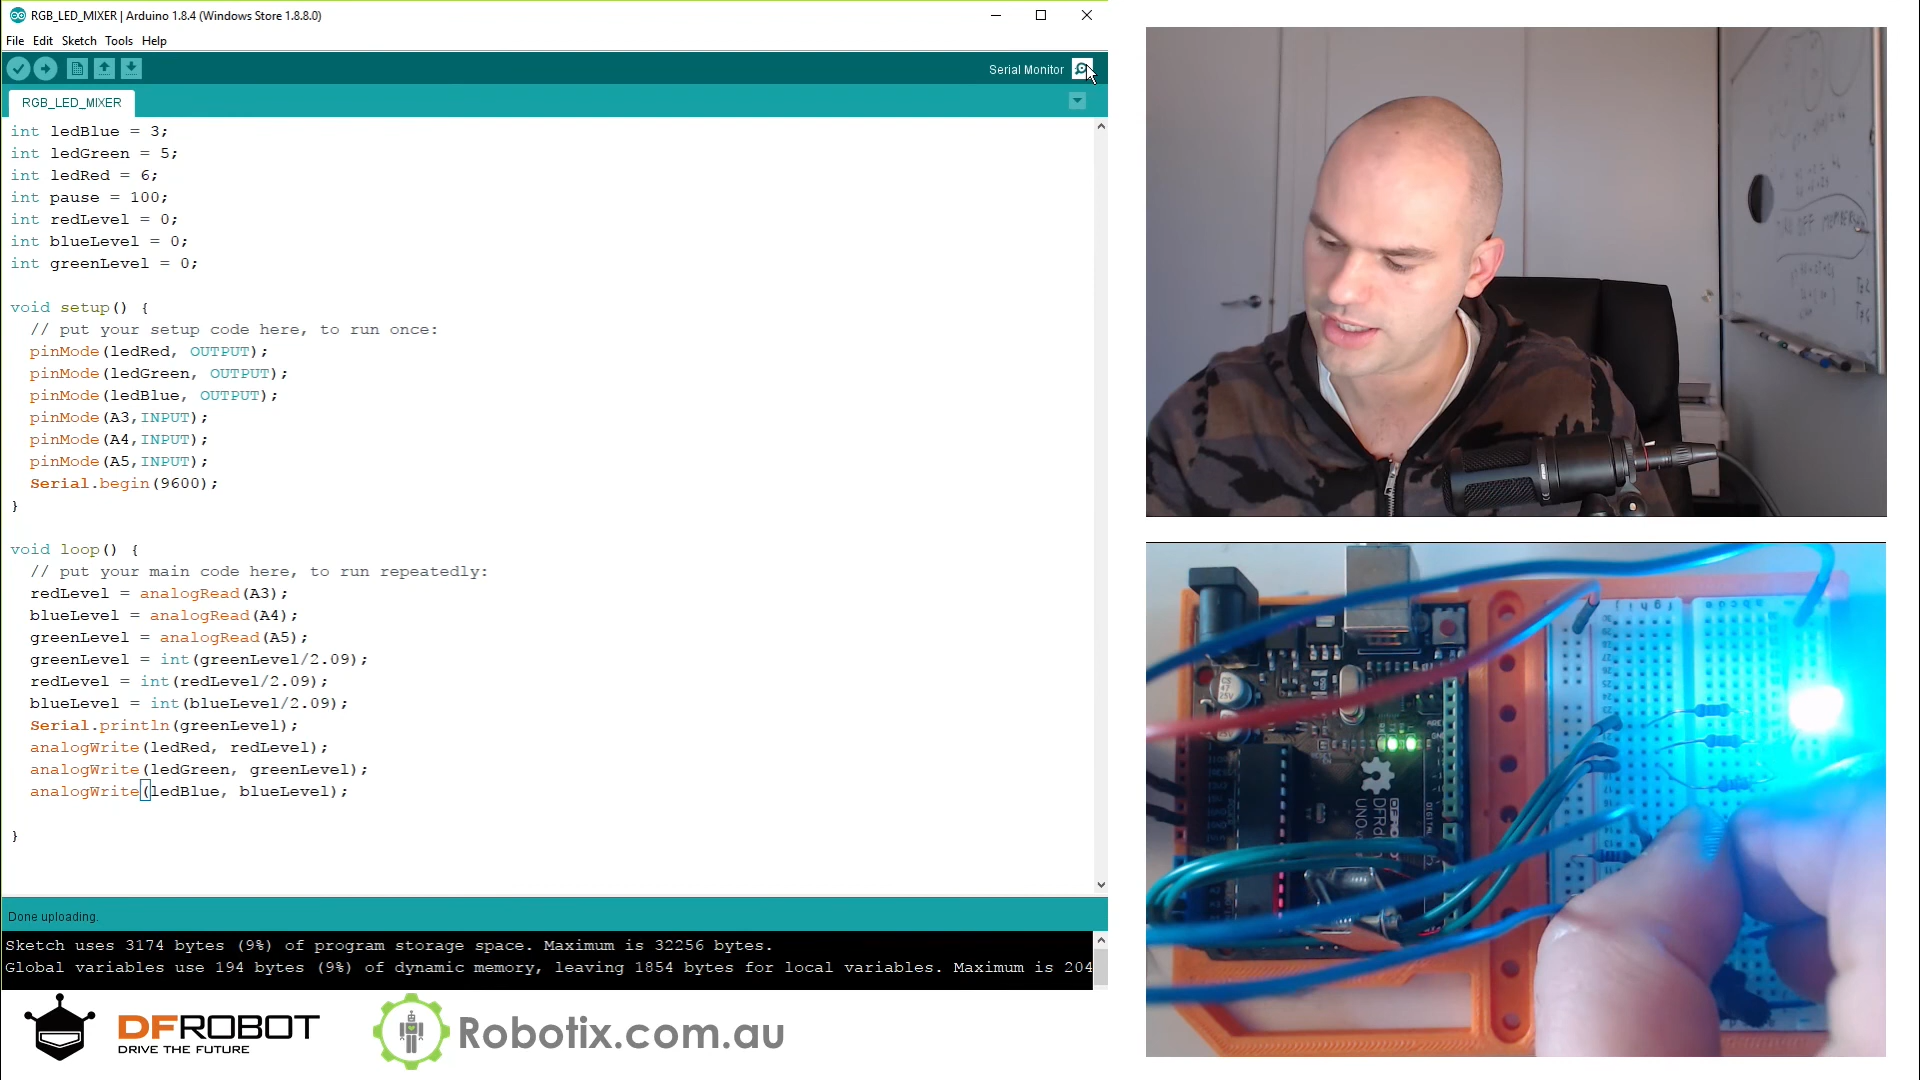 RGB_LED_MIXER | Arduino 1.8.4 (Windows Store 1.8.8.0)
File Edit Sketch Tools Help
Serial Monitor
RGB_LED_MIXER
int ledBlue = 3;
int ledGreen = 5;
int ledRed = 6;
int pause = 100;
int redLevel = 0;
int blueLevel = 0;
int greenLevel = 0;
void setup() {
// put your setup code here, to run once:
pinMode(ledRed, OUTPUT);
pinMode(ledGreen, OUTPUT);
pinMode(ledBlue, OUTPUT);
pinMode(A3,INPUT);
pinMode(A4,INPUT);
pinMode(A5,INPUT);
Serial.begin(9600);
}
void loop() {
// put your main code here, to run repeatedly:
redLevel = analogRead(A3);
blueLevel = analogRead(A4);
greenLevel = analogRead(A5);
greenLevel = int(greenLevel/2.09);
redLevel = int(redLevel/2.09);
blueLevel = int(blueLevel/2.09);
Serial.println(greenLevel);
analogWrite(ledRed, redLevel);
analogWrite(ledGreen, greenLevel);
analogWrite(ledBlue, blueLevel);
}
Done uploading.
Sketch uses 3174 bytes (9%) of program storage space. Maximum is 32256 bytes.
Global variables use 194 bytes (9%) of dynamic memory, leaving 1854 bytes for local variables. Maximum is 204
DFROBOT
DRIVE THE FUTURE
Robotix.com.au